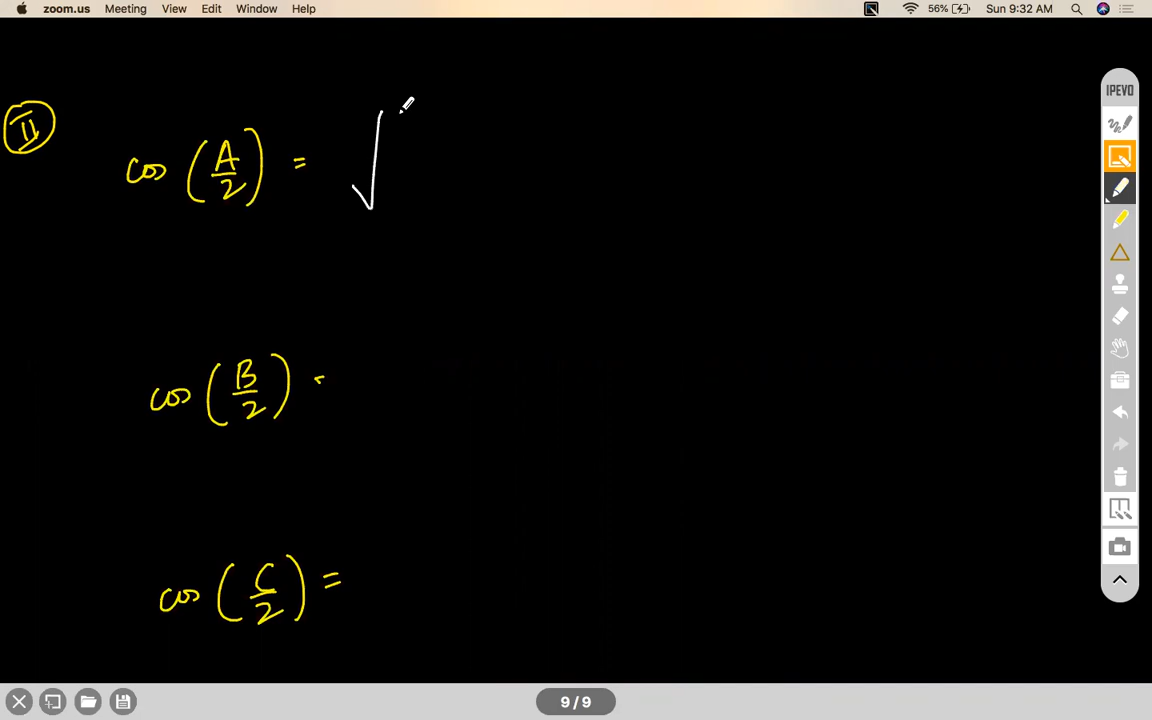 zoom.us Meeting View Edit Window Help 56% Sun 9:32 AM
IPEVO
II
cos (A/2) = √
cos (B/2) -
cos (C/2) =
9 / 9